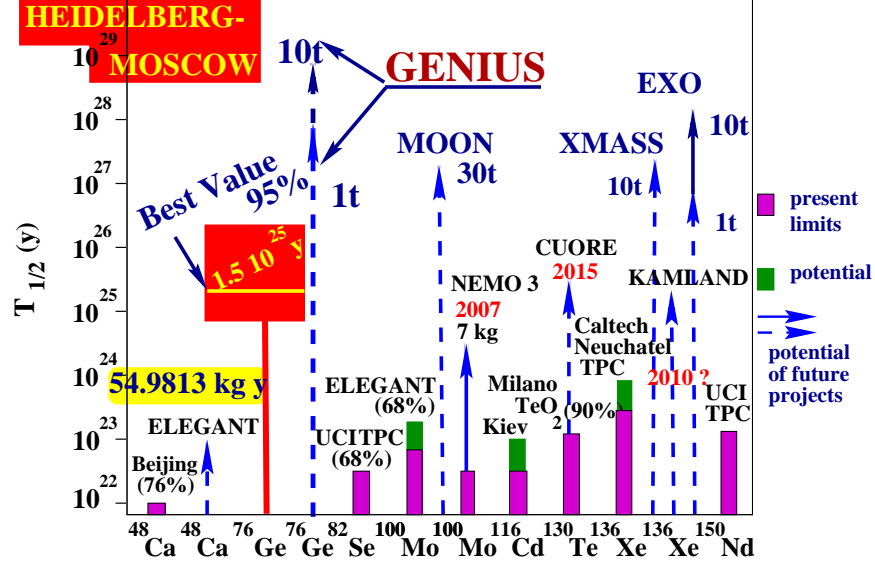 HEIDELBERG-
MOSCOW
10t
GENIUS
EXO
10t
MOON
30t
XMASS
10t
1t
Best Value
95%
1t
1.5 10^25 y
CUORE
2015
KAMLAND
NEMO 3
2007
7 kg
Caltech
Neuchatel
TPC
2010 ?
54.9813 kg y
ELEGANT
(68%)
Milano
TeO2 (90%)
Kiev
UCI
TPC
ELEGANT
UCITPC
(68%)
Beijing
(76%)
present
limits
potential
potential
of future
projects
T 1/2 (y)
10^29
10^28
10^27
10^26
10^25
10^24
10^23
10^22
48 Ca
48 Ca
76 Ge
76 Ge
82 Se
100 Mo
100 Mo
116 Cd
130 Te
136 Xe
136 Xe
150 Nd